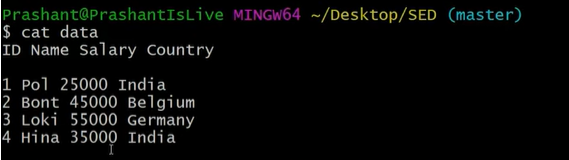 Prashant@PrashantIsLive MINGW64 ~/Desktop/SED (master)
$ cat data
ID Name Salary Country
1 Pol 25000 India
2 Bont 45000 Belgium
3 Loki 55000 Germany
4 Hina 35000 India